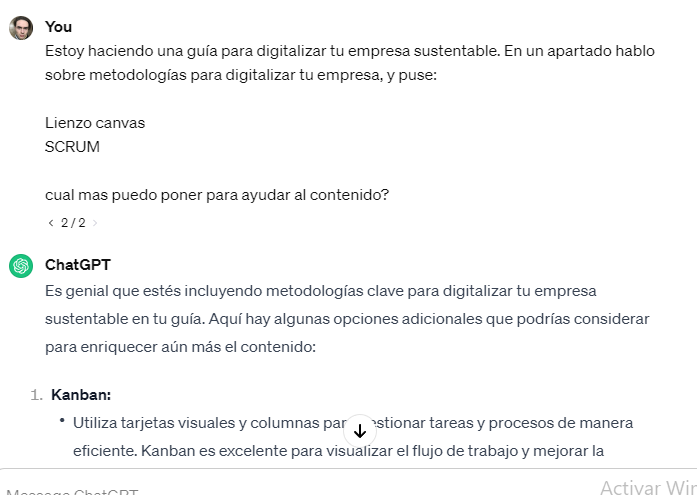 You
Estoy haciendo una guía para digitalizar tu empresa sustentable. En un apartado hablo
sobre metodologías para digitalizar tu empresa, y puse:
Lienzo canvas
SCRUM
cual mas puedo poner para ayudar al contenido?
< 2 / 2 >
ChatGPT
Es genial que estés incluyendo metodologías clave para digitalizar tu empresa
sustentable en tu guía. Aquí hay algunas opciones adicionales que podrías considerar
para enriquecer aún más el contenido:
1. Kanban:
• Utiliza tarjetas visuales y columnas par estionar tareas y procesos de manera
eficiente. Kanban es excelente para visualizar el flujo de trabajo y mejorar la
Message ChatGPT
Activar Win